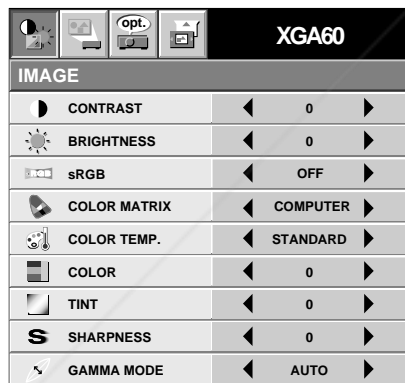 opt.
XGA60
IMAGE
CONTRAST 0
BRIGHTNESS 0
sRGB OFF
COLOR MATRIX COMPUTER
COLOR TEMP. STANDARD
COLOR 0
TINT 0
S SHARPNESS 0
GAMMA MODE AUTO